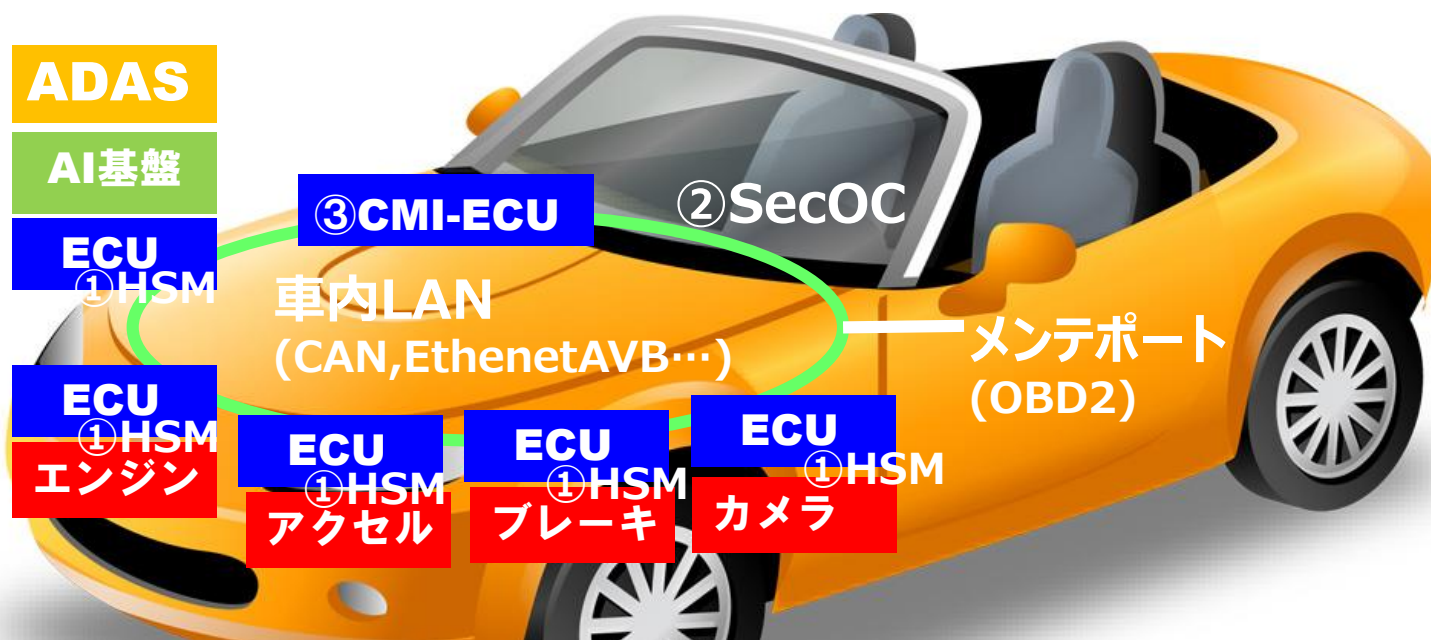 ADAS
AI基盤
ECU
①HSM
③CMI-ECU
②SecOC
車内LAN
(CAN,EthenetAVB…)
メンテポート
(OBD2)
ECU
①HSM
エンジン
ECU
①HSM
アクセル
ECU
①HSM
ブレーキ
ECU
①HSM
カメラ